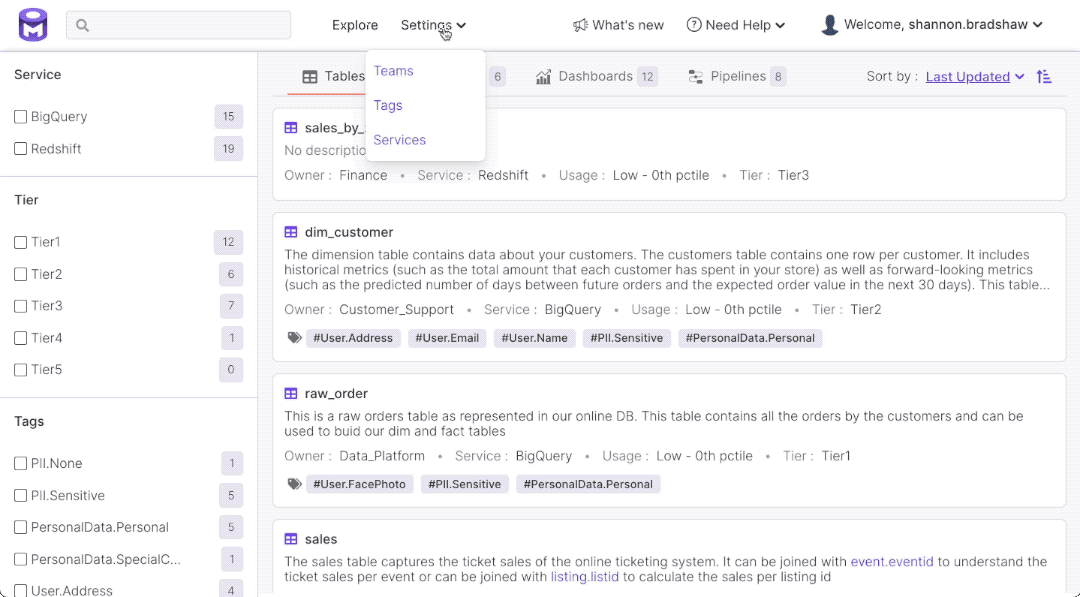 Explore Settings What's new Need Help Welcome, shannon.bradshaw
Teams
Tags
Services
Service
BigQuery 15
Redshift 19
Tier
Tier1 12
Tier2 6
Tier3 7
Tier4 1
Tier5 0
Tags
PII.None 1
PII.Sensitive 5
PersonalData.Personal 5
PersonalData.SpecialC... 1
User.Address 4
Tables 6 Dashboards 12 Pipelines 8 Sort by : Last Updated
sales_by_
No descriptio
Owner : Finance • Service : Redshift • Usage : Low - 0th pctile • Tier : Tier3
dim_customer
The dimension table contains data about your customers. The customers table contains one row per customer. It includes
historical metrics (such as the total amount that each customer has spent in your store) as well as forward-looking metrics
(such as the predicted number of days between future orders and the expected order value in the next 30 days). This table...
Owner : Customer_Support • Service : BigQuery • Usage : Low - 0th pctile • Tier : Tier2
#User.Address #User.Email #User.Name #PII.Sensitive #PersonalData.Personal
raw_order
This is a raw orders table as represented in our online DB. This table contains all the orders by the customers and can be
used to buid our dim and fact tables
Owner : Data_Platform • Service : BigQuery • Usage : Low - 0th pctile • Tier : Tier1
#User.FacePhoto #PII.Sensitive #PersonalData.Personal
sales
The sales table captures the ticket sales of the online ticketing system. It can be joined with event.eventid to understand the
ticket sales per event or can be joined with listing.listid to calculate the sales per listing id